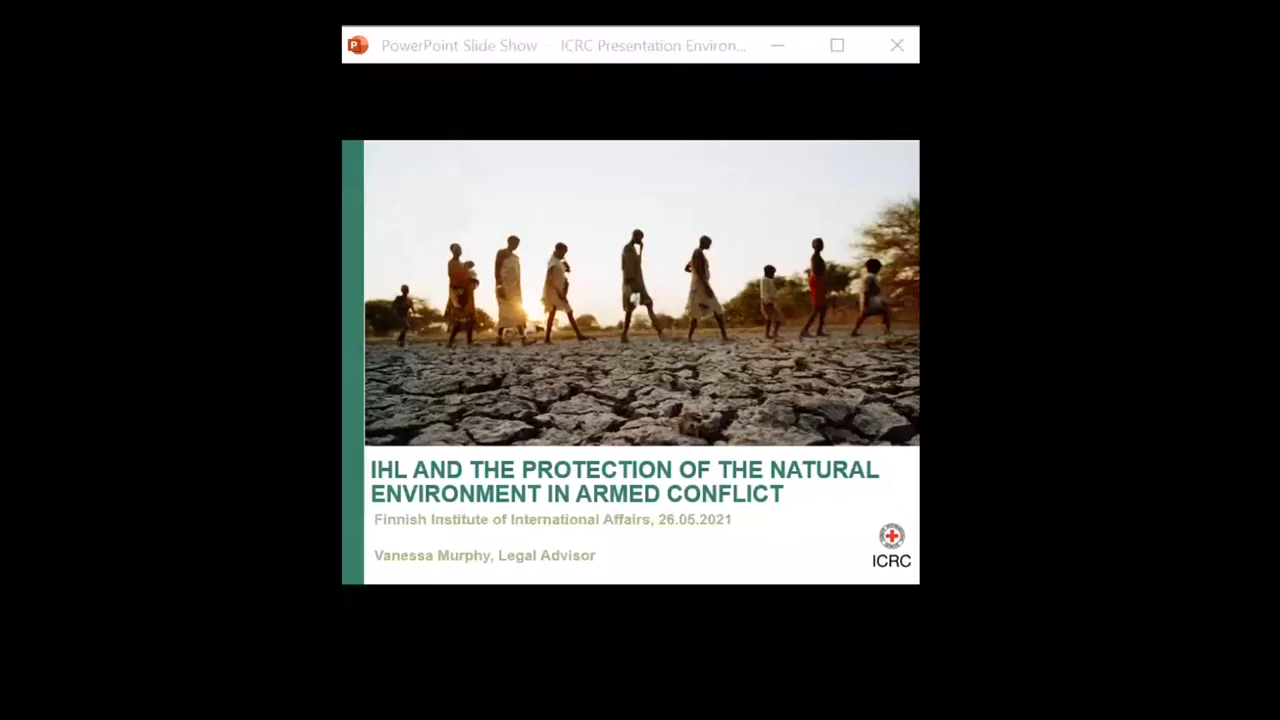 PowerPoint Slide Show - ICRC Presentation Environ...
IHL AND THE PROTECTION OF THE NATURAL
ENVIRONMENT IN ARMED CONFLICT
Finnish Institute of International Affairs, 26.05.2021
Vanessa Murphy, Legal Advisor
ICRC